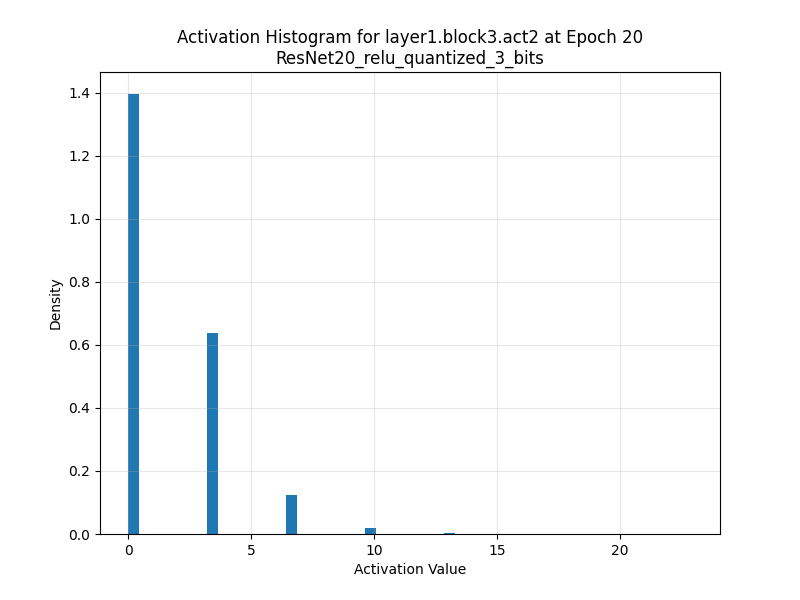 Activation Histogram for layer1.block3.act2 at Epoch 20
ResNet20_relu_quantized_3_bits
1.4
1.2
1.0
0.8
0.6
0.4
0.2
0.0
Density
0 5 10 15 20
Activation Value